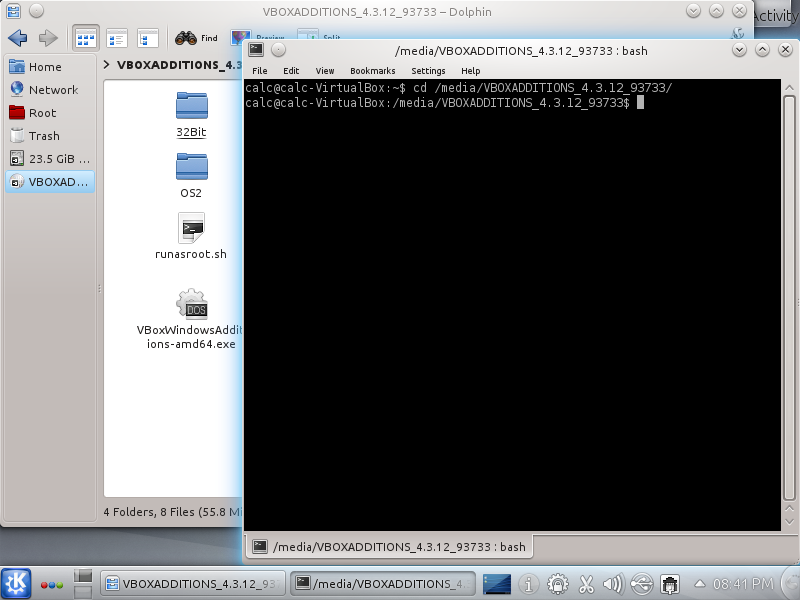 VBOXADDITIONS_4.3.12_93733 – Dolphin
Activity
Find
Preview
Split
Home
Network
Root
Trash
23.5 GiB ...
VBOXAD...
VBOXADDITIONS_4.3
32Bit
OS2
runasroot.sh
DOS
VBoxWindowsAddit
ions-amd64.exe
4 Folders, 8 Files (55.8 Mi
/media/VBOXADDITIONS_4.3.12_93733 : bash
File Edit View Bookmarks Settings Help
calc@calc-VirtualBox:~$ cd /media/VBOXADDITIONS_4.3.12_93733/
calc@calc-VirtualBox:/media/VBOXADDITIONS_4.3.12_93733$
/media/VBOXADDITIONS_4.3.12_93733 : bash
VBOXADDITIONS_4.3.12_93
/media/VBOXADDITIONS_4.
08:41 PM